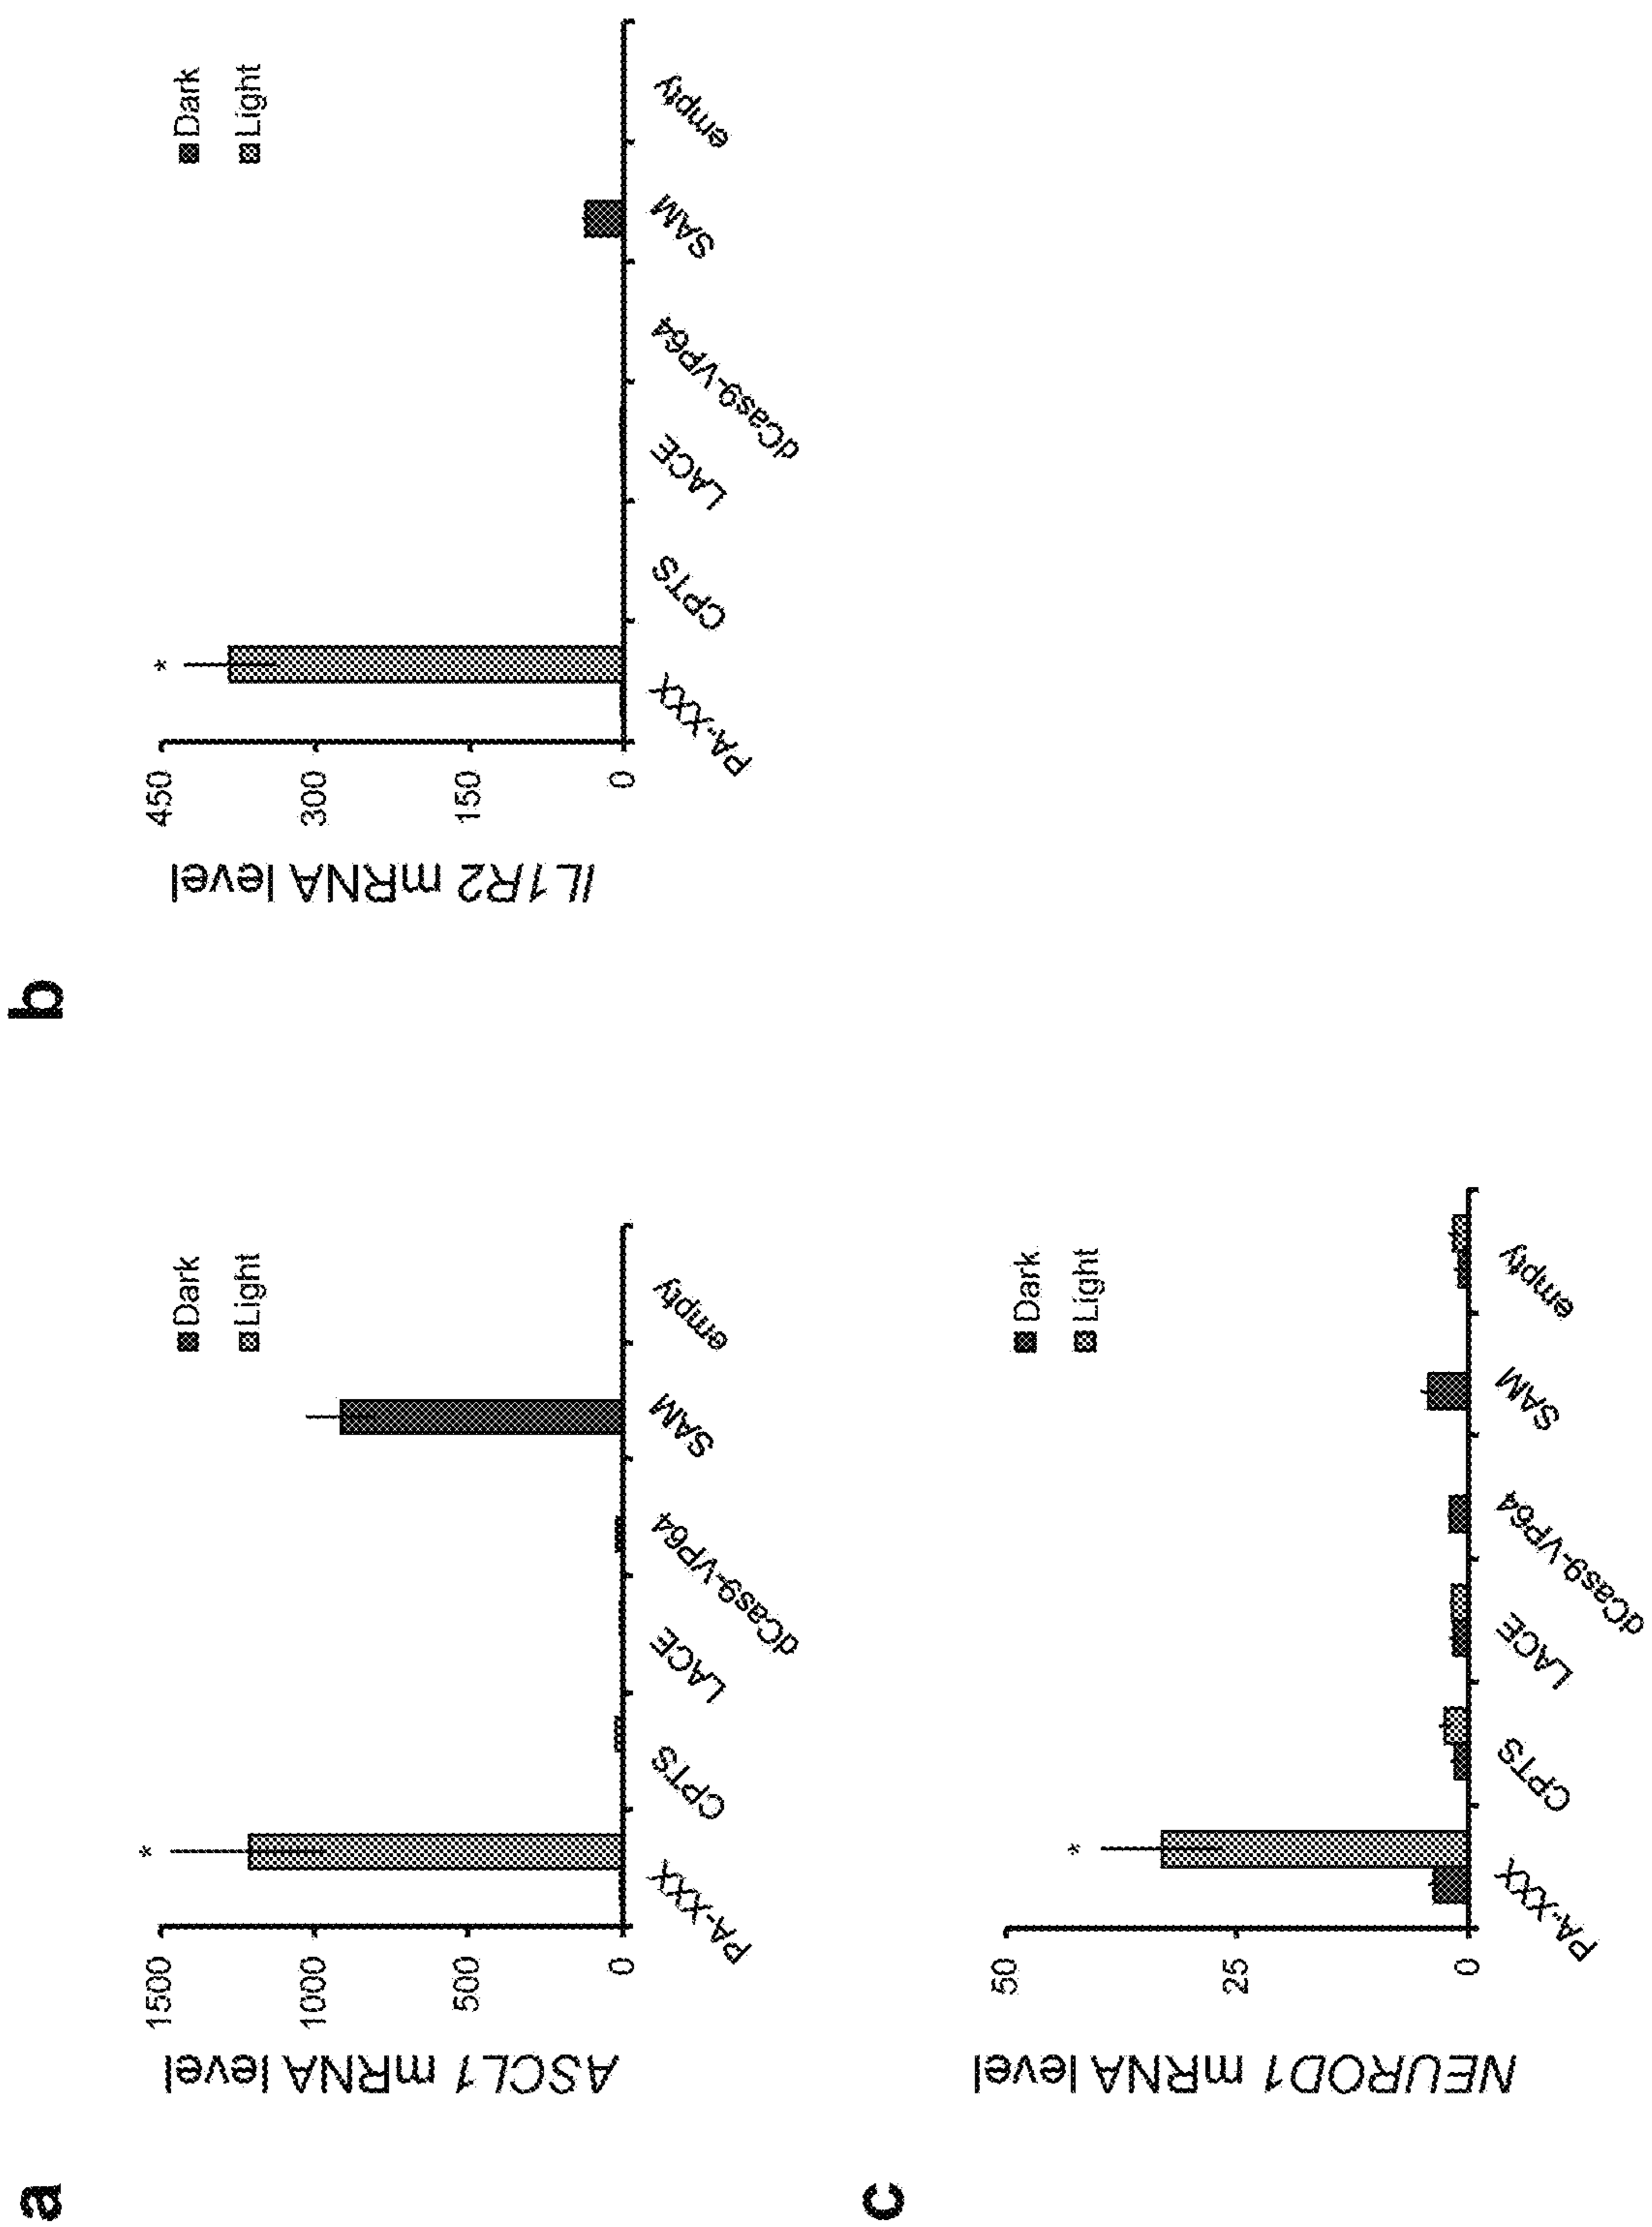 a
ASCL1 mRNA level
1500
1000
500
0
Dark
Light
*
PA-XXX
CPTS
LACE
dCas9-VP64
SAM
empty
b
IL1R2 mRNA level
450
300
150
0
Dark
Light
*
PA-XXX
CPTS
LACE
dCas9-VP64
SAM
empty
c
NEUROD1 mRNA level
50
25
0
Dark
Light
*
PA-XXX
CPTS
LACE
dCas9-VP64
SAM
empty